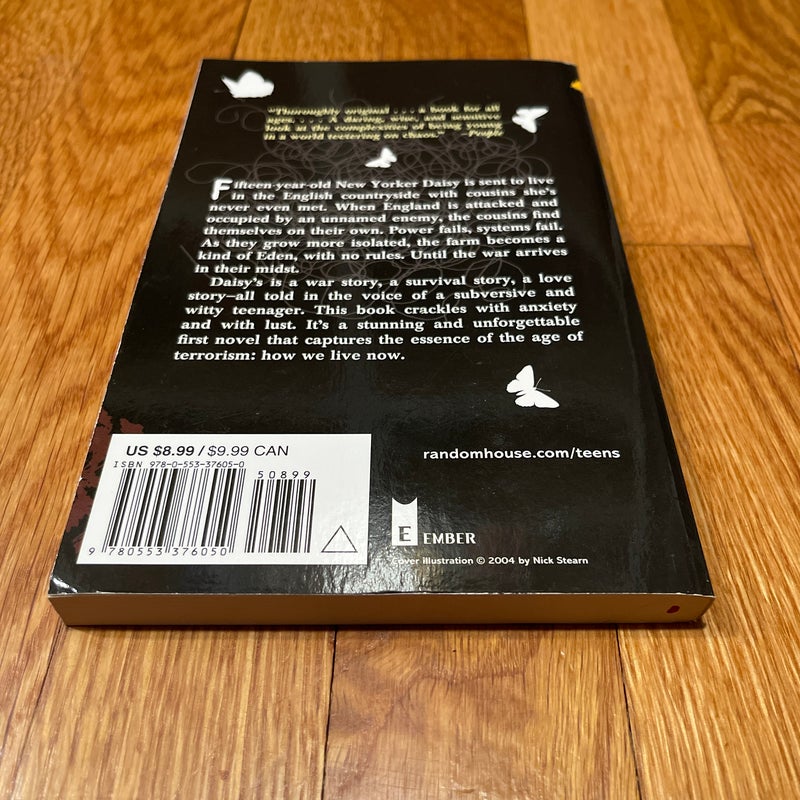 "Thoroughly original . . . a book for all
ages. . . . A daring, wise, and sensitive
look at the complexities of being young
in a world teetering on chaos." —People
Fifteen-year-old New Yorker Daisy is sent to live
in the English countryside with cousins she's
never even met. When England is attacked and
occupied by an unnamed enemy, the cousins find
themselves on their own. Power fails, systems fail.
As they grow more isolated, the farm becomes a
kind of Eden, with no rules. Until the war arrives
in their midst.
Daisy's is a war story, a survival story, a love
story—all told in the voice of a subversive and
witty teenager. This book crackles with anxiety
and with lust. It's a stunning and unforgettable
first novel that captures the essence of the age of
terrorism: how we live now.
US $8.99 / $9.99 CAN
ISBN 978-0-553-37605-0
50899
9 780553 376050
randomhouse.com/teens
E EMBER
Cover illustration © 2004 by Nick Stearn